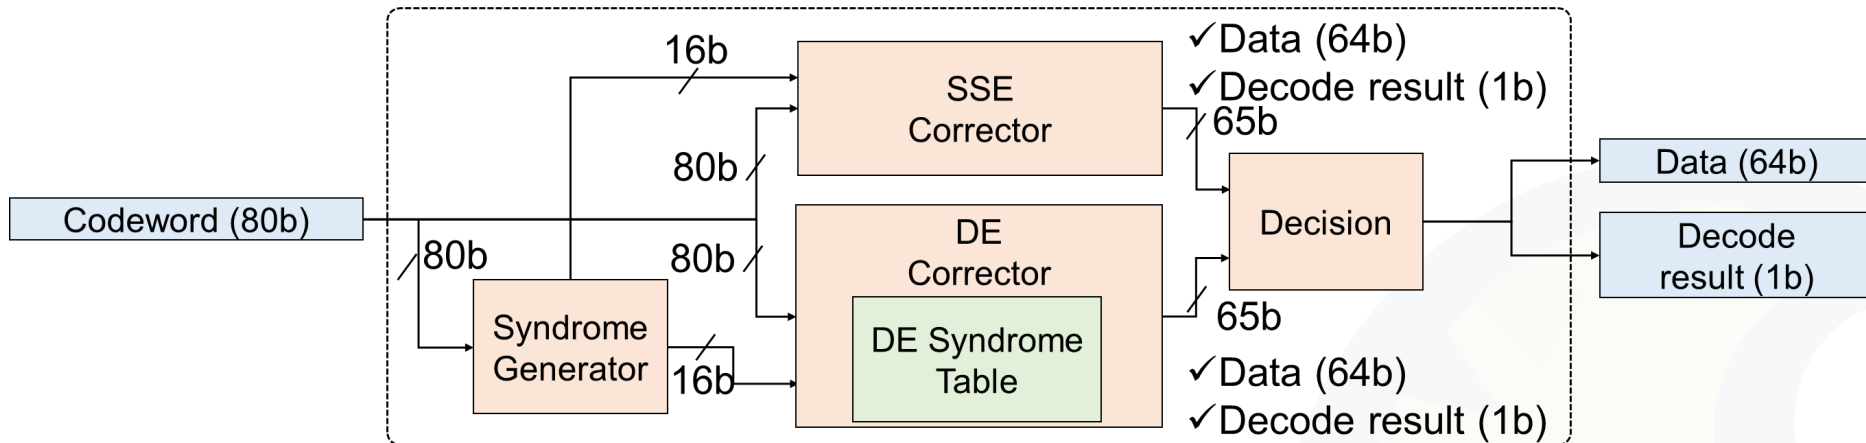 ✓Data (64b)
✓Decode result (1b)
16b
SSE
Corrector
65b
80b
Data (64b)
Codeword (80b)
Decision
80b
80b
DE
Corrector
Decode
result (1b)
65b
Syndrome
Generator
16b
DE Syndrome
Table
✓Data (64b)
✓Decode result (1b)